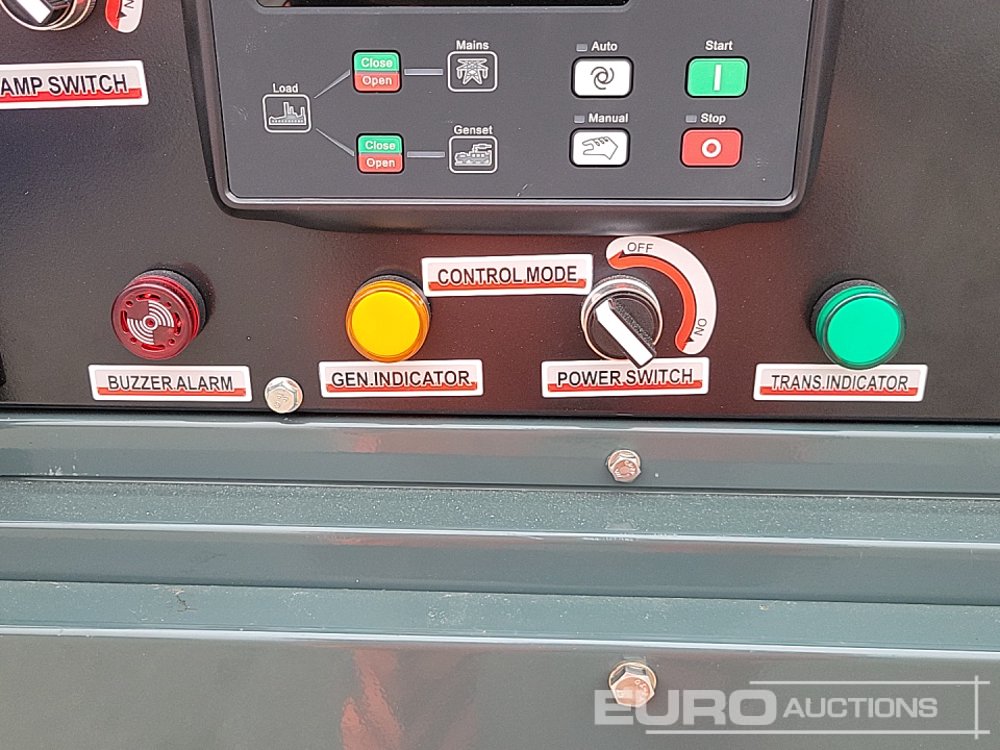 ON
AMP SWITCH
Mains
Auto
Start
Close
Open
Load
Manual
Stop
Close
Open
Genset
OFF
ON
CONTROL MODE
BUZZER.ALARM
GEN.INDICATOR
POWER.SWITCH
TRANS.INDICATOR
EURO AUCTIONS